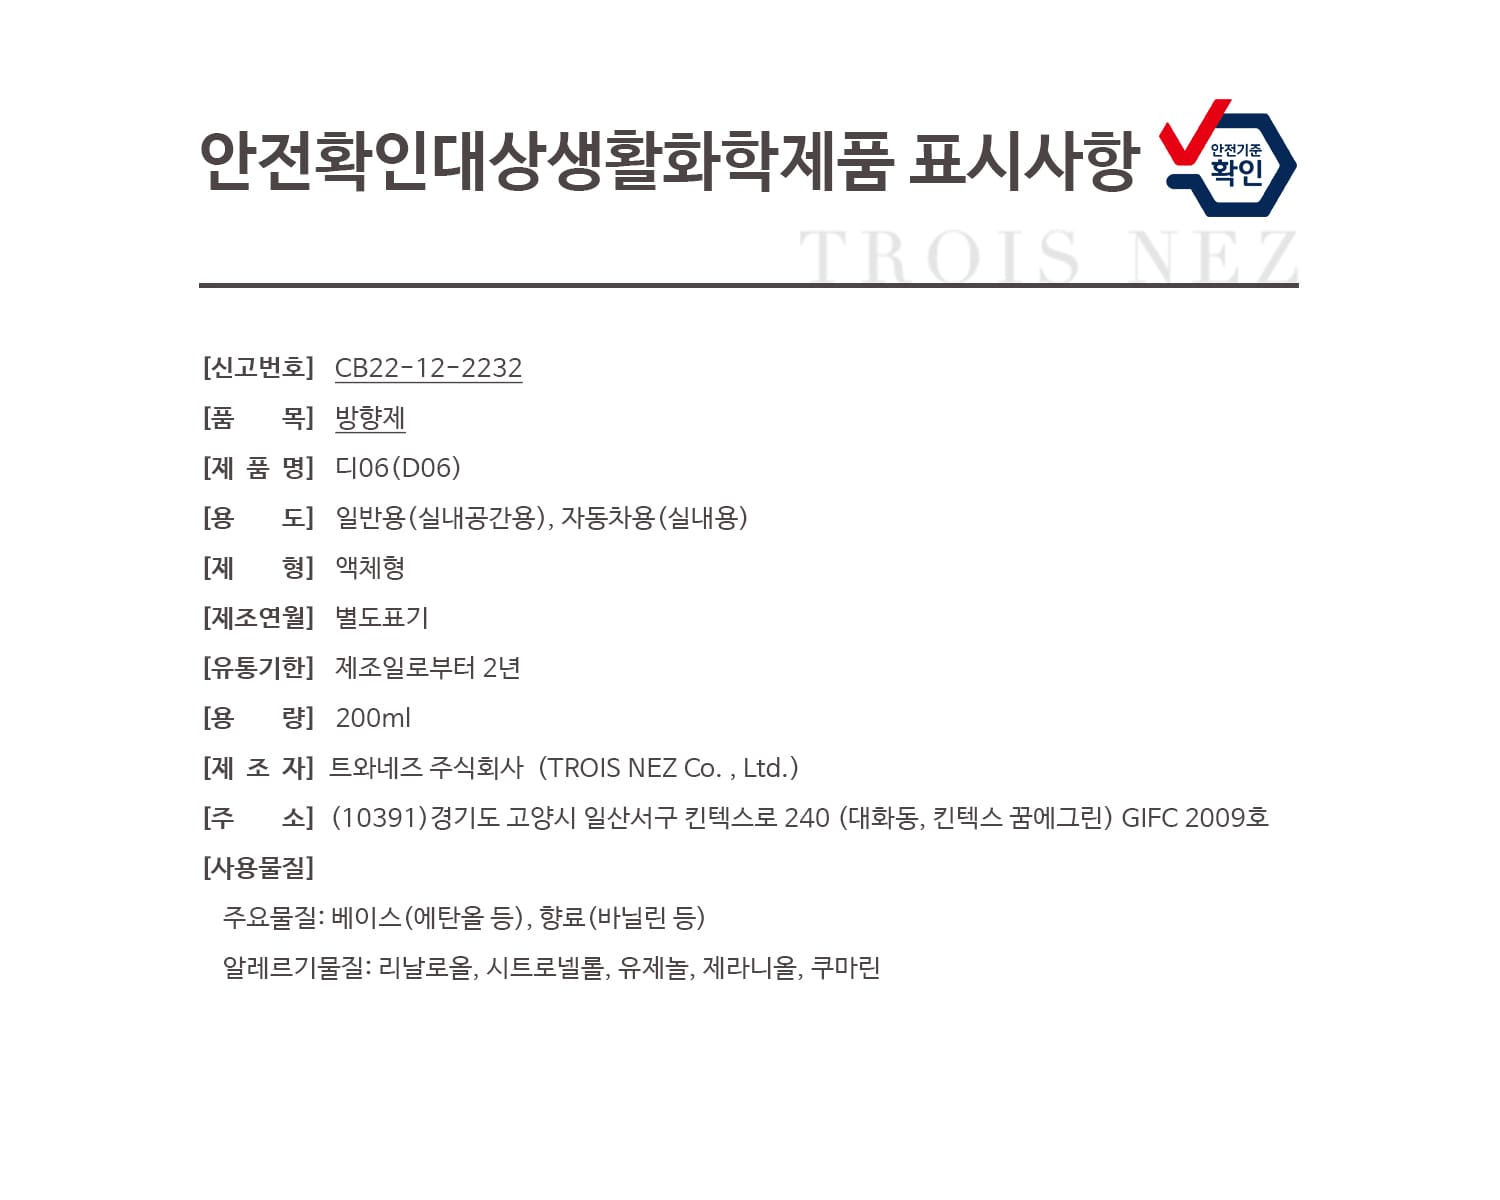 안전확인대상생활화학제품 표시사항
안전기준
확인
TROIS NEZ
[신고번호] CB22-12-2232
[품 목] 방향제
[제 품 명] 디06(D06)
[용 도] 일반용(실내공간용), 자동차용(실내용)
[제 형] 액체형
[제조연월] 별도표기
[유통기한] 제조일로부터 2년
[용 량] 200ml
[제 조 자] 트와네즈 주식회사 (TROIS NEZ Co. , Ltd.)
[주 소] (10391)경기도 고양시 일산서구 킨텍스로 240 (대화동, 킨텍스 꿈에그린) GIFC 2009호
[사용물질]
주요물질: 베이스(에탄올 등), 향료(바닐린 등)
알레르기물질: 리날로올, 시트로넬롤, 유제놀, 제라니올, 쿠마린